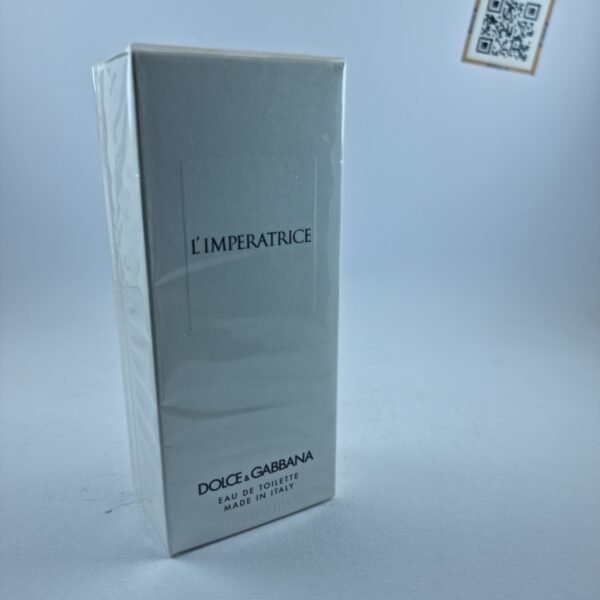 L'IMPERATRICE
DOLCE & GABBANA
EAU DE TOILETTE
MADE IN ITALY